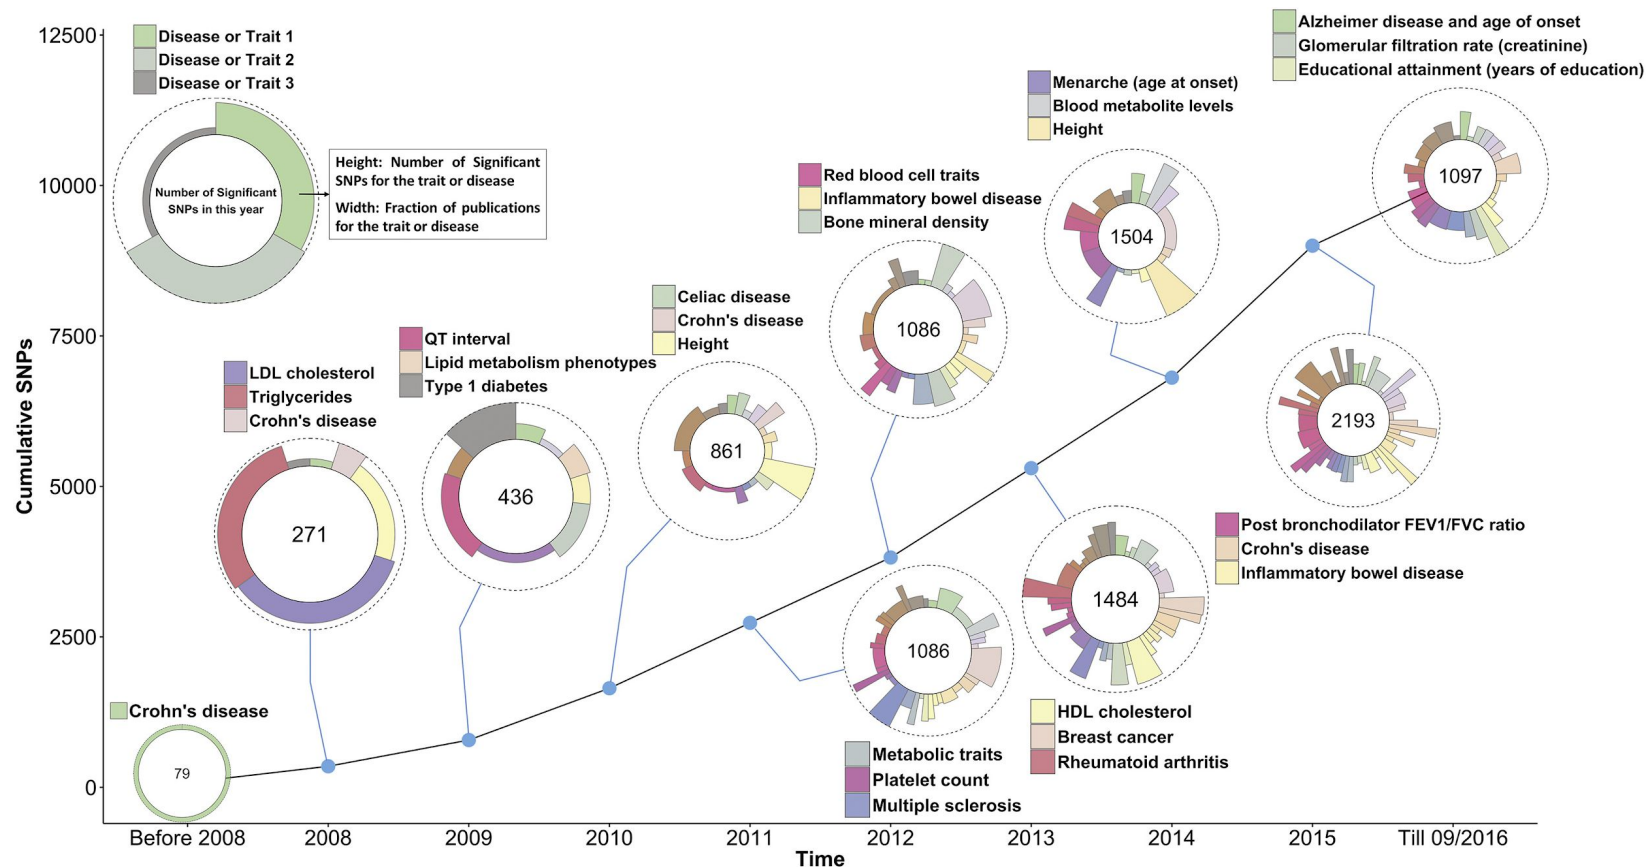 12500
10000
7500
5000
2500
0
Cumulative SNPs
Disease or Trait 1
Disease or Trait 2
Disease or Trait 3
Number of Significant
SNPs in this year
Height: Number of Significant
SNPs for the trait or disease
Width: Fraction of publications
for the trait or disease
Crohn's disease
79
LDL cholesterol
Triglycerides
Crohn's disease
271
QT interval
Lipid metabolism phenotypes
Type 1 diabetes
436
Celiac disease
Crohn's disease
Height
861
Red blood cell traits
Inflammatory bowel disease
Bone mineral density
1086
Metabolic traits
Platelet count
Multiple sclerosis
1086
Menarche (age at onset)
Blood metabolite levels
Height
1504
HDL cholesterol
Breast cancer
Rheumatoid arthritis
1484
Alzheimer disease and age of onset
Glomerular filtration rate (creatinine)
Educational attainment (years of education)
1097
2193
Post bronchodilator FEV1/FVC ratio
Crohn's disease
Inflammatory bowel disease
Before 2008
2008
2009
2010
2011
2012
2013
2014
2015
Till 09/2016
Time